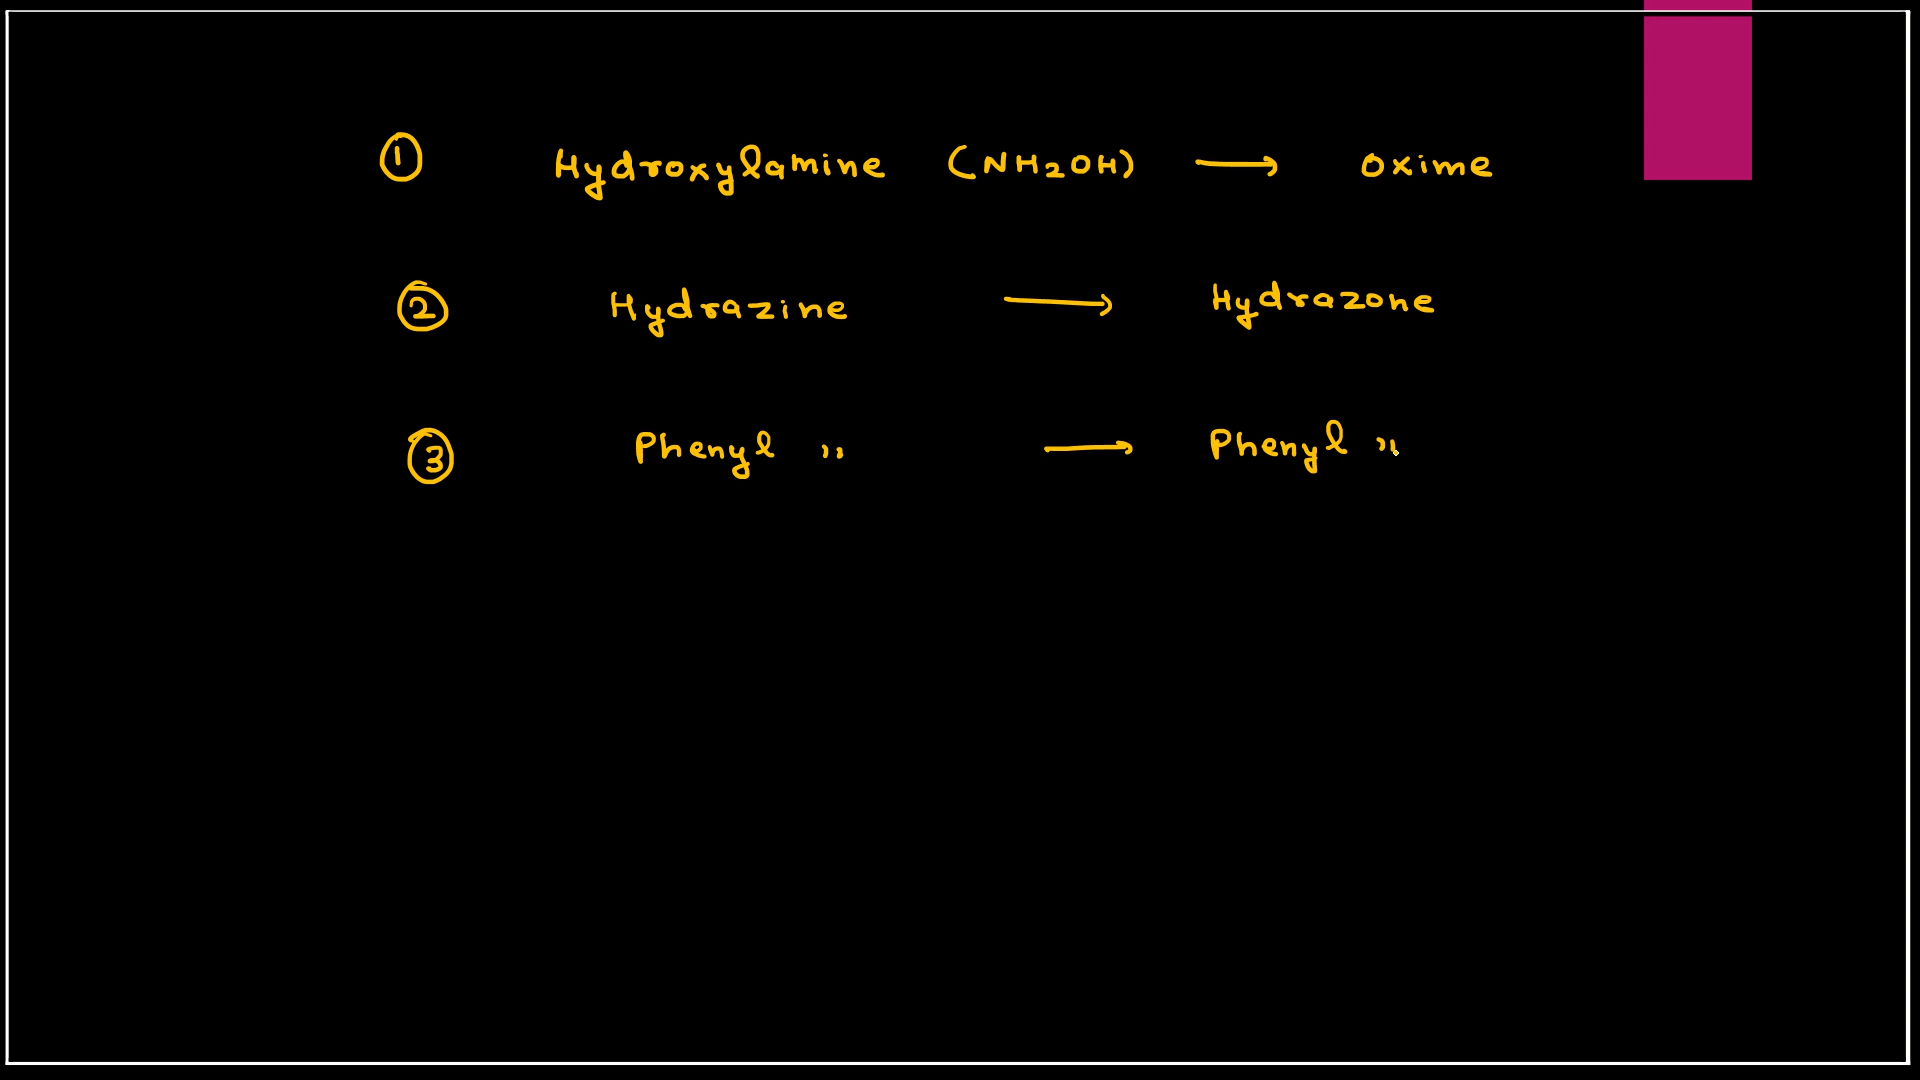 ① Hydroxylamine (NH₂OH) ⟶ Oxime
② Hydrazine ⟶ Hydrazone
③ Phenyl ,, ⟶ Phenyl ,,